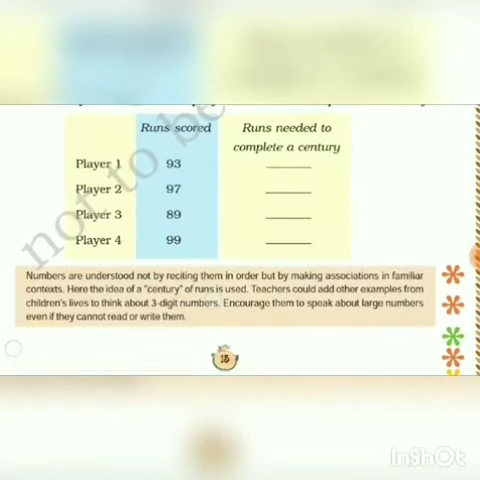 Runs scored Runs needed to
complete a century
Player 1 93
Player 2 97
Player 3 89
Player 4 99
Numbers are understood not by reciting them in order but by making associations in familiar
contexts. Here the idea of a "century" of runs is used. Teachers could add other examples from
children's lives to think about 3-digit numbers. Encourage them to speak about large numbers
even if they cannot read or write them.
15
not to be
InShOt